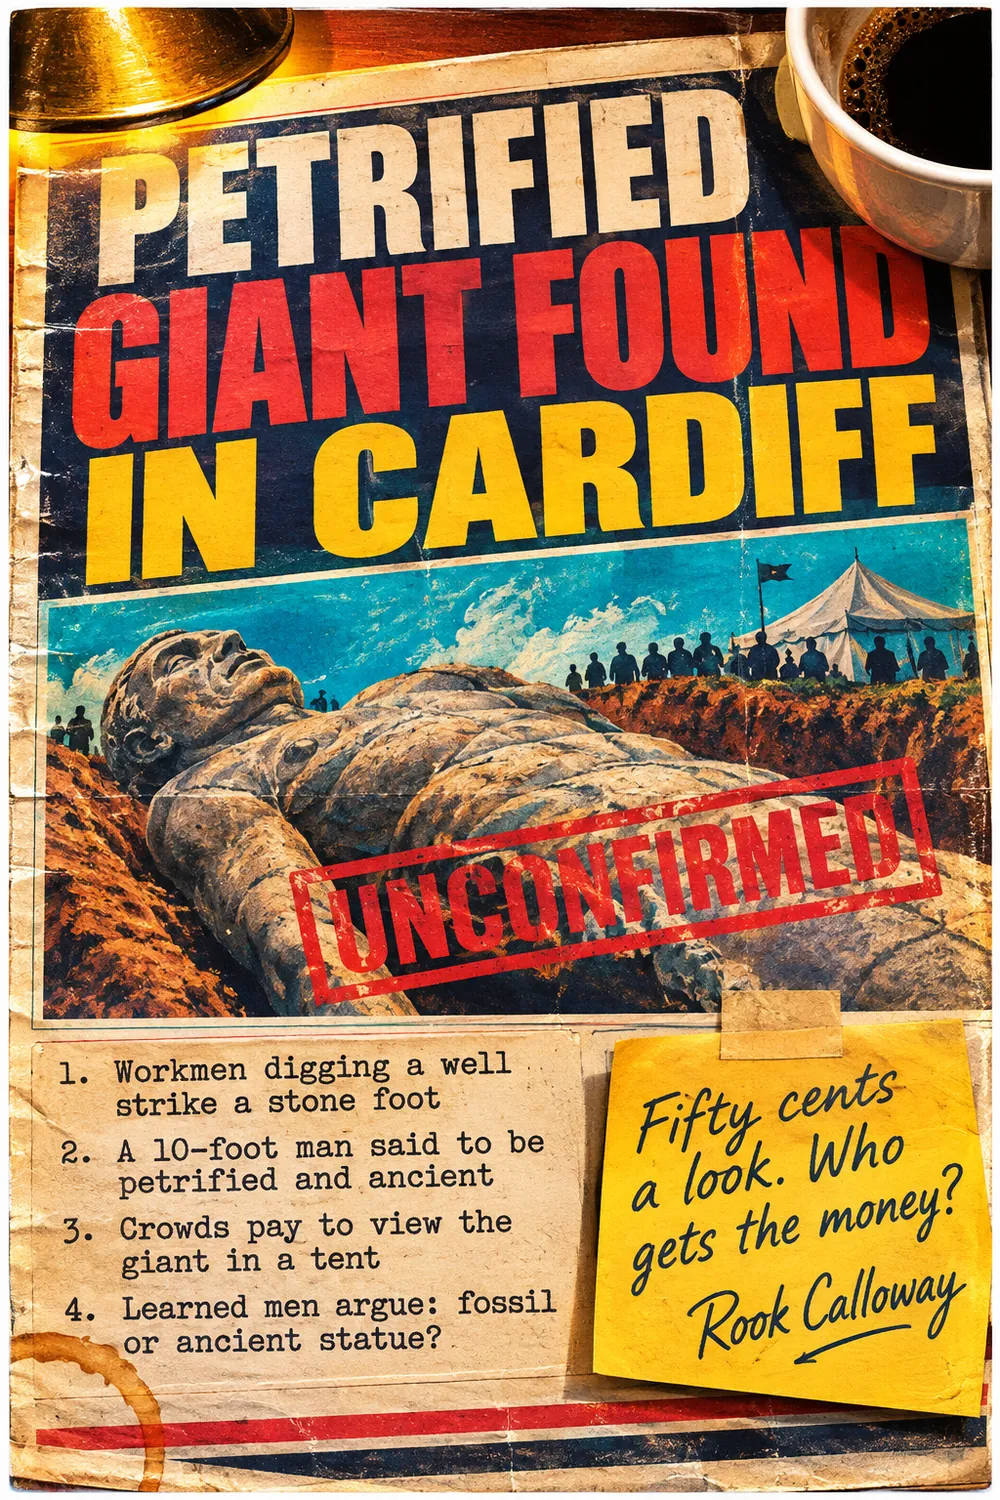 PETRIFIED
GIANT FOUND
IN CARDIFF
UNCONFIRMED
1. Workmen digging a well
strike a stone foot
2. A 10-foot man said to be
petrified and ancient
3. Crowds pay to view the
giant in a tent
4. Learned men argue: fossil
or ancient statue?
Fifty cents
a look. Who
gets the money?
Rook Calloway